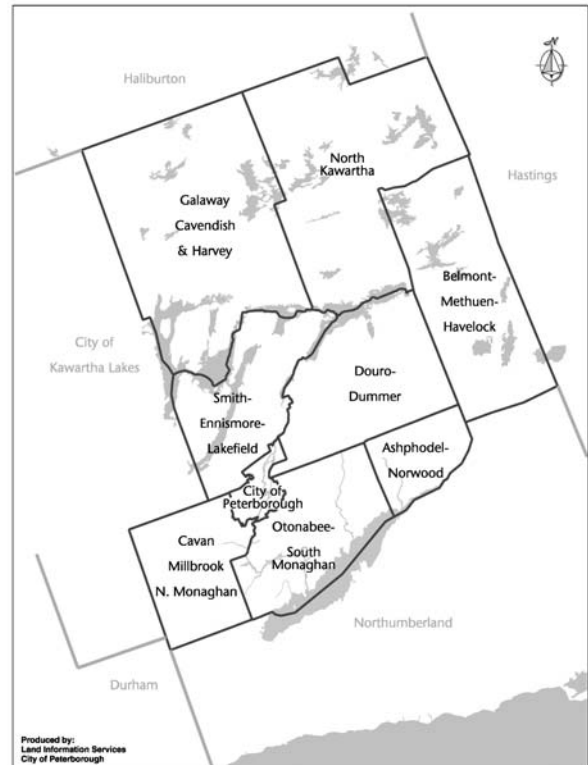 N
Haliburton
North
Kawartha
Hastings
Galaway
Cavendish
& Harvey
Belmont-
Methuen-
Havelock
City of
Kawartha Lakes
Douro-
Dummer
Smith-
Ennismore-
Lakefield
Ashphodel-
Norwood
City of
Peterborough
Otonabee-
South
Monaghan
Cavan
Millbrook
N. Monaghan
Northumberland
Durham
Produced by:
Land Information Services
City of Peterborough